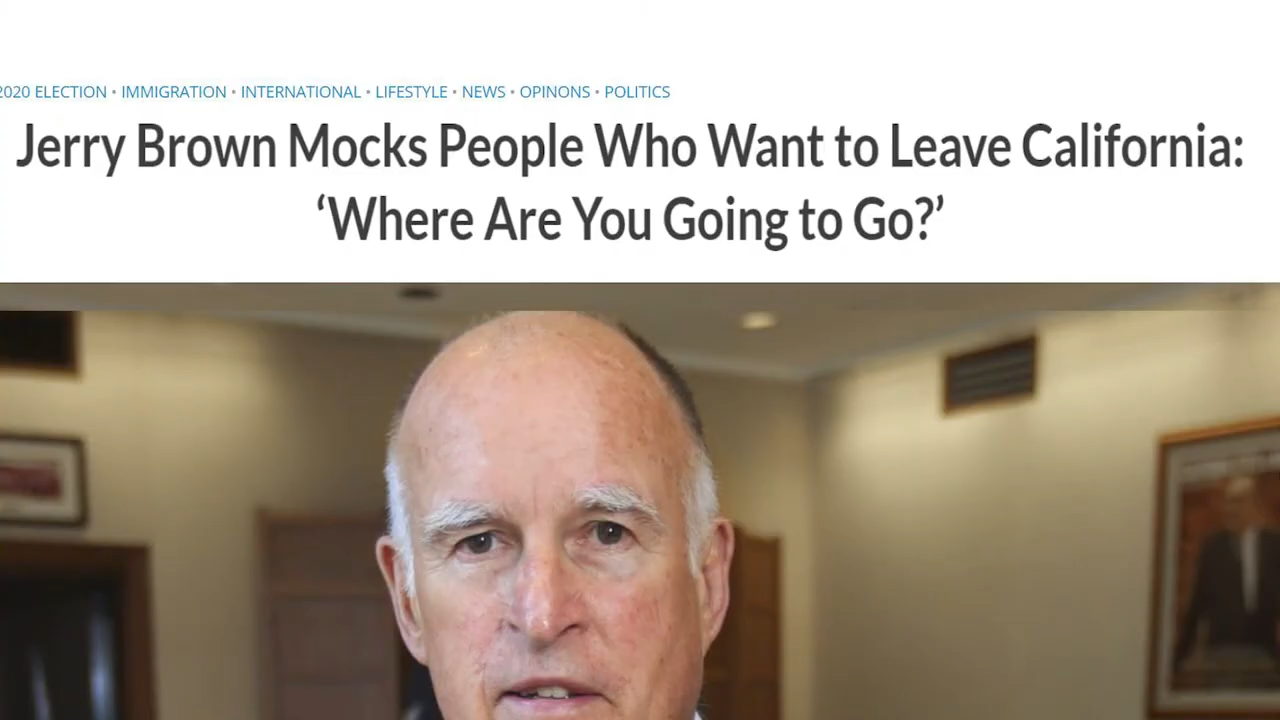 2020 ELECTION • IMMIGRATION • INTERNATIONAL • LIFESTYLE • NEWS • OPINONS • POLITICS
Jerry Brown Mocks People Who Want to Leave California:
‘Where Are You Going to Go?’